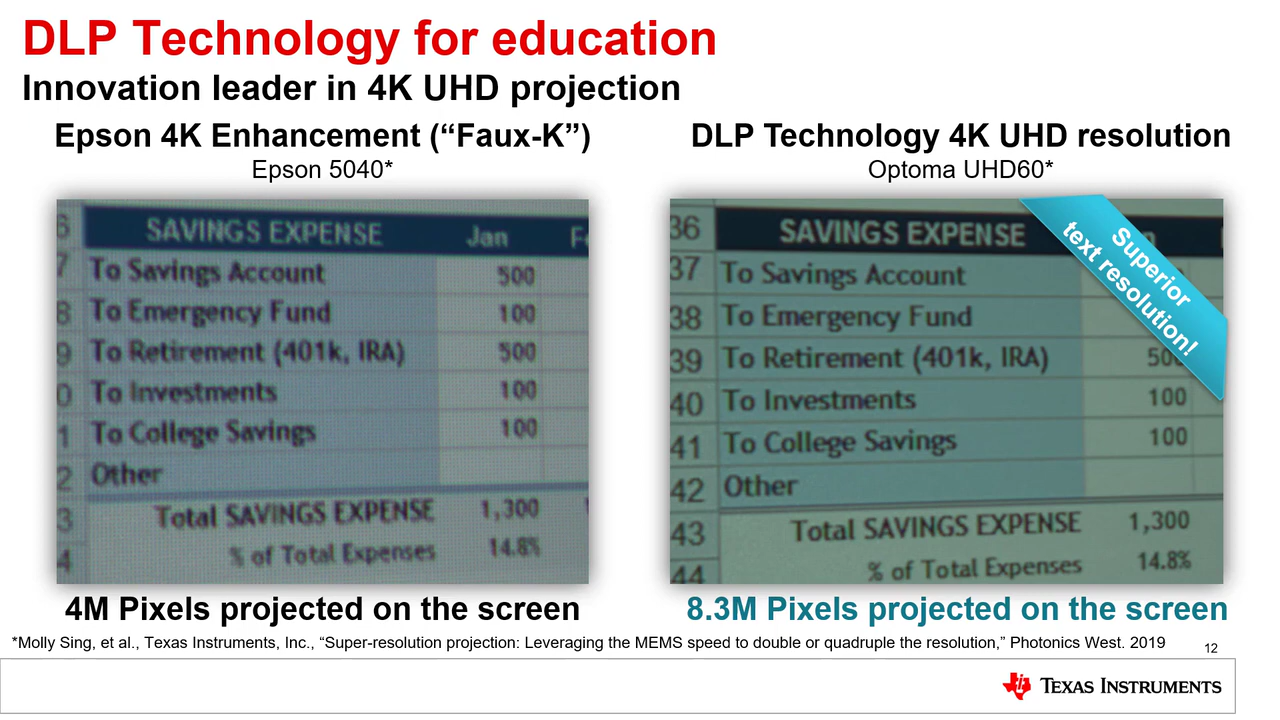 DLP Technology for education
Innovation leader in 4K UHD projection
Epson 4K Enhancement (“Faux-K”)
Epson 5040*
SAVINGS EXPENSE Jan
To Savings Account 500
To Emergency Fund 100
To Retirement (401k, IRA) 500
To Investments 100
To College Savings 100
Other
Total SAVINGS EXPENSE 1,300
% of Total Expenses 14.8%
4M Pixels projected on the screen
DLP Technology 4K UHD resolution
Optoma UHD60*
Superior
text resolution!
36 SAVINGS EXPENSE
37 To Savings Account
38 To Emergency Fund
39 To Retirement (401k, IRA)
40 To Investments 100
41 To College Savings 100
42 Other
43 Total SAVINGS EXPENSE 1,300
44 % of Total Expenses 14.8%
8.3M Pixels projected on the screen
*Molly Sing, et al., Texas Instruments, Inc., “Super-resolution projection: Leveraging the MEMS speed to double or quadruple the resolution,” Photonics West. 2019
12
TEXAS INSTRUMENTS